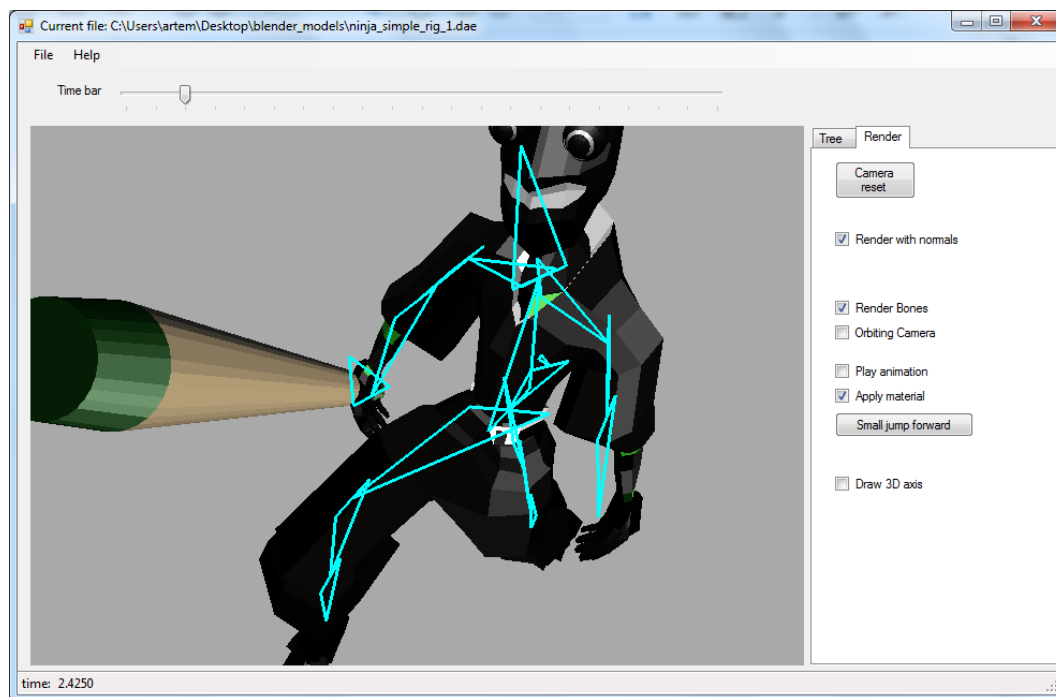 Current file: C:\Users\artem\Desktop\blender_models\ninja_simple_rig_1.dae
File Help
Time bar
Tree Render
Camera
reset
Render with normals
Render Bones
Orbiting Camera
Play animation
Apply material
Small jump forward
Draw 3D axis
time: 2.4250